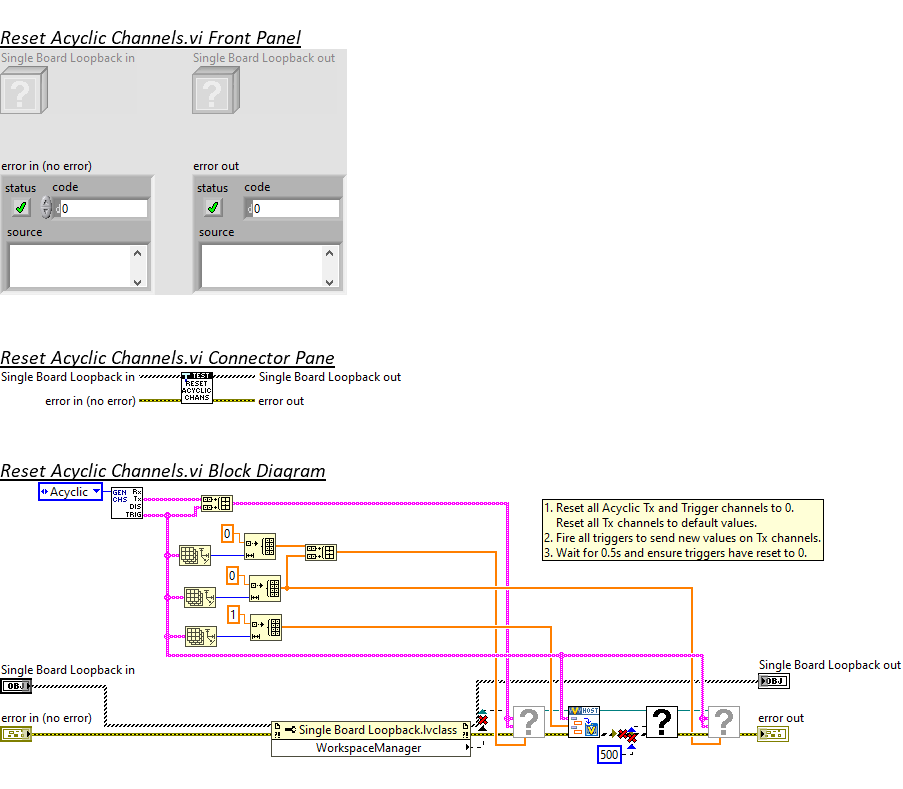 Reset Acyclic Channels.vi Front Panel
Single Board Loopback in
Single Board Loopback out
?
?
error in (no error)
error out
status
code
status
code
d
0
d
0
source
source
Reset Acyclic Channels.vi Connector Pane
Single Board Loopback in
TEST
RESET
ACYCLIC
CHANS
Single Board Loopback out
error in (no error)
error out
Reset Acyclic Channels.vi Block Diagram
Acyclic
GEN Rx
CHS Tx
DIS
TRIG
1. Reset all Acyclic Tx and Trigger channels to 0.
Reset all Tx channels to default values.
2. Fire all triggers to send new values on Tx channels.
3. Wait for 0.5s and ensure triggers have reset to 0.
0
0
1
Single Board Loopback in
OBJ
Single Board Loopback out
OBJ
error in (no error)
Single Board Loopback.lvclass
WorkspaceManager
?
HOST
?
?
error out
500